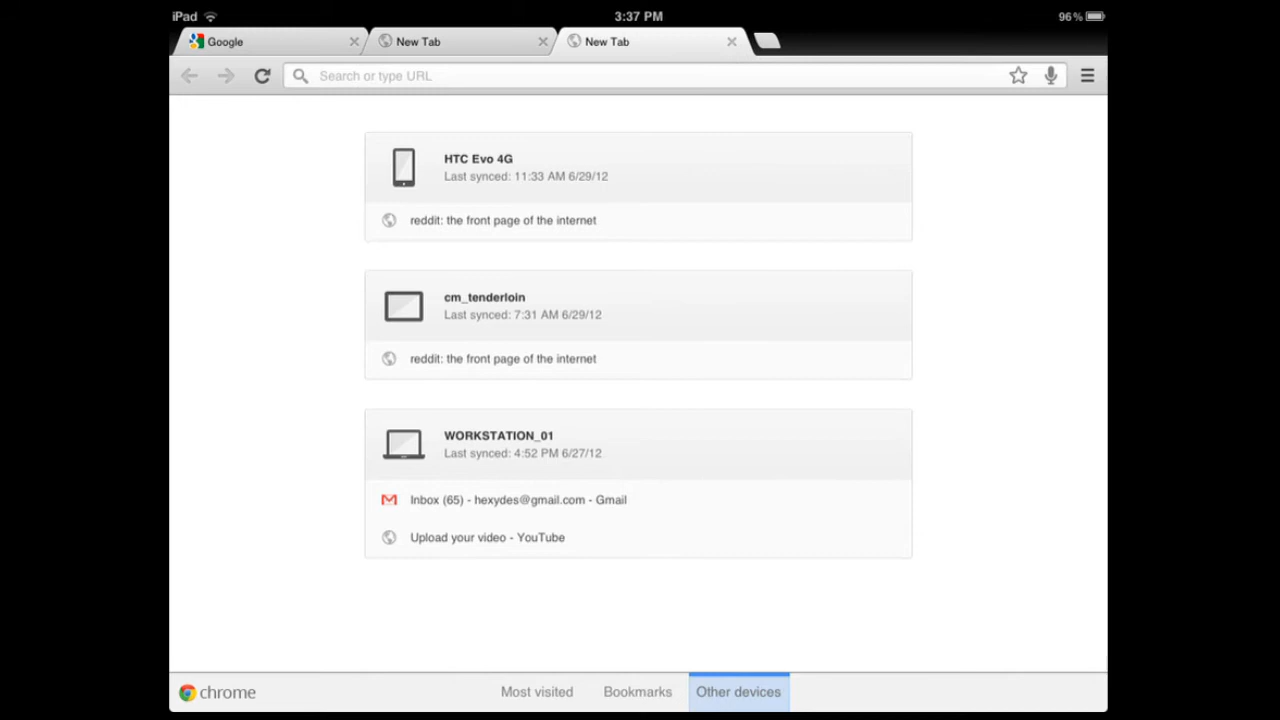 iPad 3:37 PM 96%
Google New Tab New Tab
Search or type URL
HTC Evo 4G
Last synced: 11:33 AM 6/29/12
reddit: the front page of the internet
cm_tenderloin
Last synced: 7:31 AM 6/29/12
reddit: the front page of the internet
WORKSTATION_01
Last synced: 4:52 PM 6/27/12
Inbox (65) - hexydes@gmail.com - Gmail
Upload your video - YouTube
chrome Most visited Bookmarks Other devices